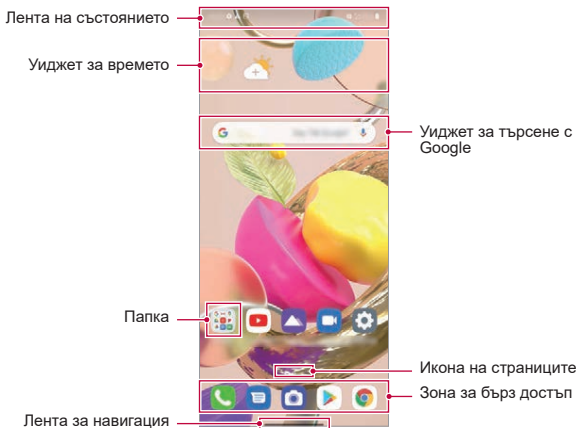 Лента на състоянието
Уиджет за времето
Уиджет за търсене с
Google
Папка
Икона на страниците
Зона за бърз достъп
Лента за навигация